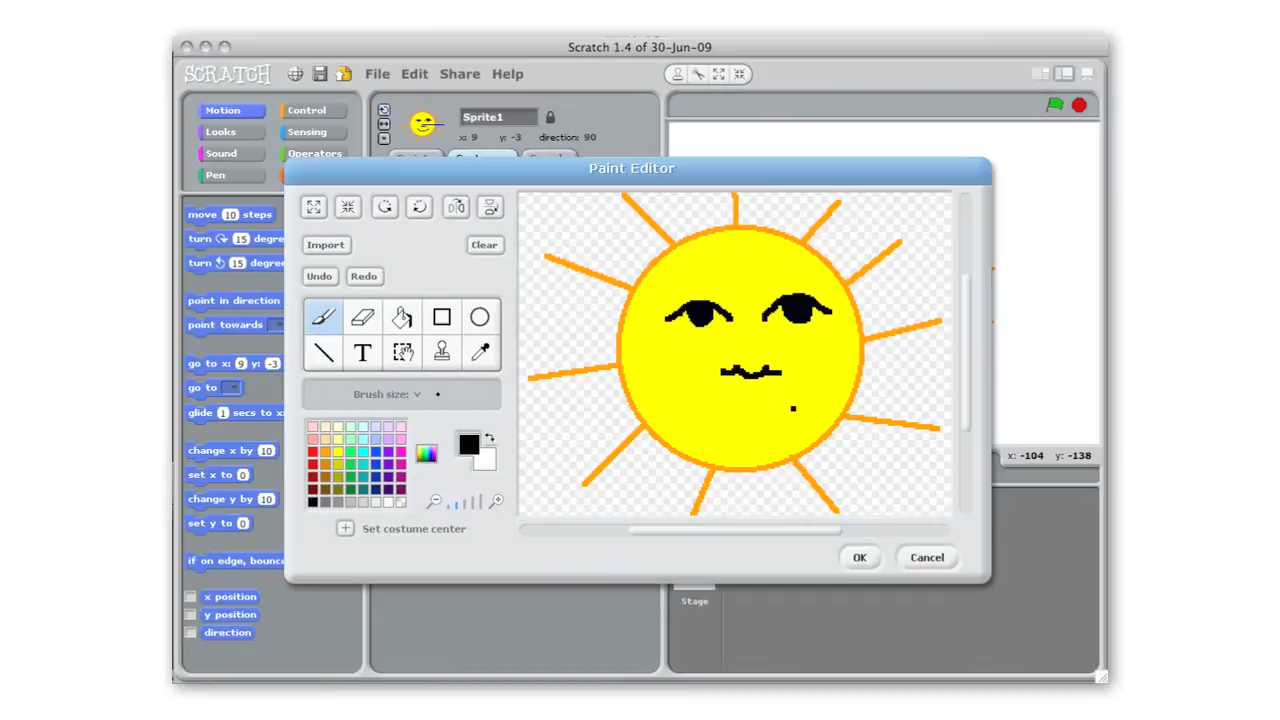 Scratch 1.4 of 30-Jun-09
SCRATCH File Edit Share Help
Motion Control
Looks Sensing
Sound Operators
Pen
Sprite1
x: 9 y: -3 direction: 90
Paint Editor
Import Clear
Undo Redo
T
Brush size:
Set costume center
OK Cancel
move 10 steps
turn 15 degre
turn 15 degre
point in direction
point towards
go to x: 9 y: -3
go to
glide 1 secs to x
change x by 10
set x to 0
change y by 10
set y to 0
if on edge, bounc
x position
y position
direction
x: -104 y: -138
Stage